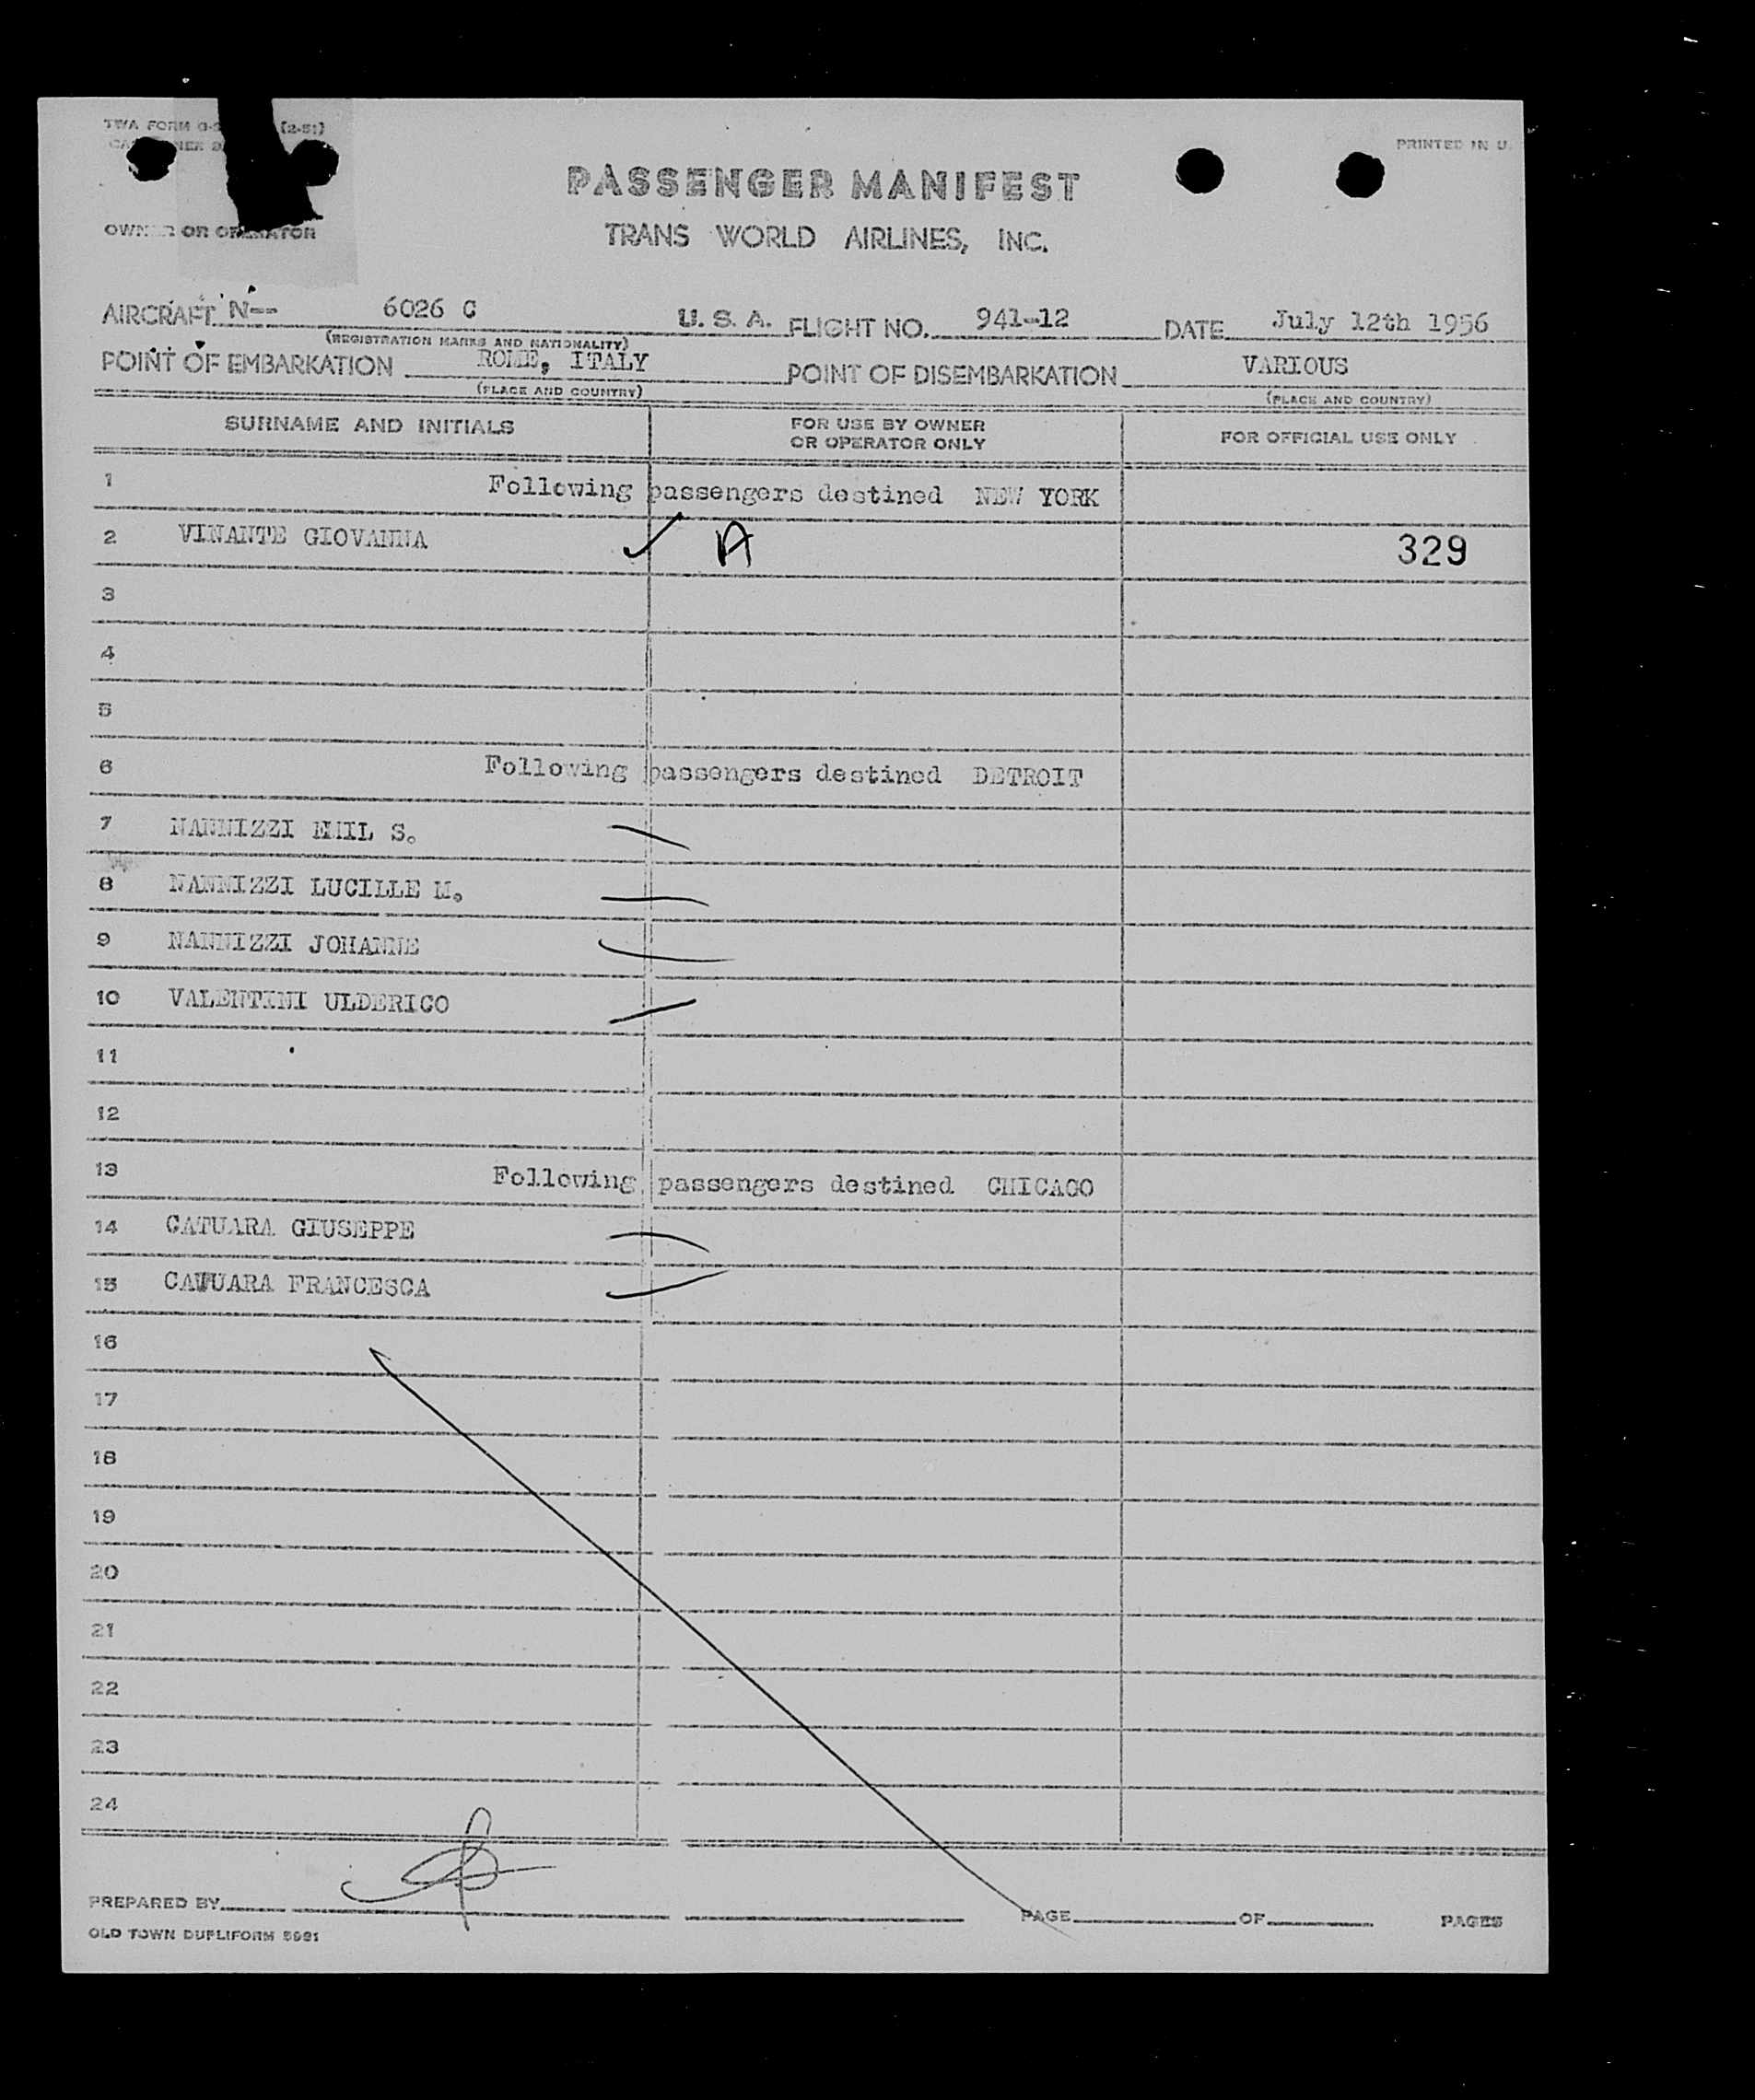 TWA FORM (2-51)
PRINTED IN U.
PASSENGER MANIFEST
OWNER OR OPERATOR
TRANS WORLD AIRLINES, INC.
AIRCRAFT N-- 6026 C U. S. A. FLIGHT NO. 941-12 DATE July 12th 1956
(REGISTRATION MARKS AND NATIONALITY)
POINT OF EMBARKATION ROME, ITALY POINT OF DISEMBARKATION VARIOUS
(PLACE AND COUNTRY) (PLACE AND COUNTRY)
SURNAME AND INITIALS FOR USE BY OWNER OR OPERATOR ONLY FOR OFFICIAL USE ONLY
1 Following passengers destined NEW YORK
2 VINANTE GIOVANNA A 329
3
4
5
6 Following passengers destined DETROIT
7 NANNIZZI EMIL S.
8 NANNIZZI LUCILLE M.
9 NANNIZZI JOHANNE
10 VALENTINI ULDERICO
11
12
13 Following passengers destined CHICAGO
14 CATUARA GIUSEPPE
15 CATUARA FRANCESCA
16
17
18
19
20
21
22
23
24
PREPARED BY PAGE OF PAGES
OLD TOWN DUPLIFORM 5921